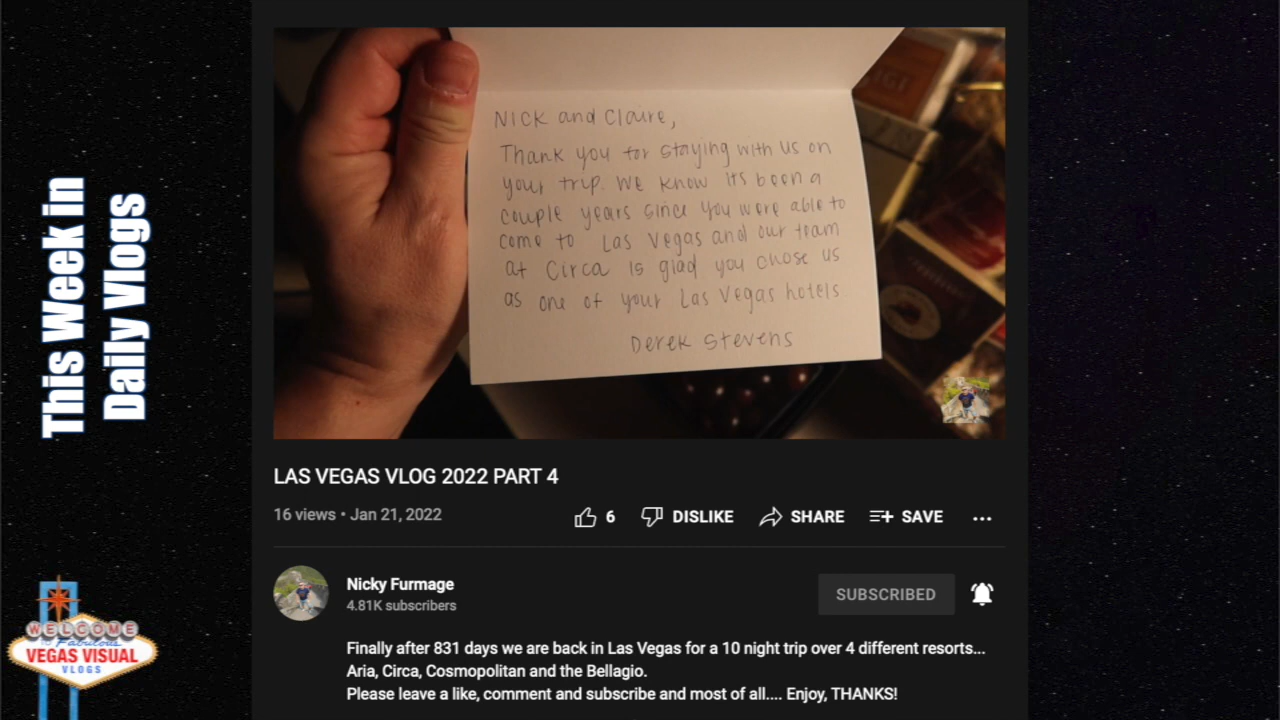 This Week in
Daily Vlogs
NICK and Claire,
Thank you for staying with us on
your trip. We know its been a
couple years since you were able to
come to Las Vegas and our team
at Circa is glad you chose us
as one of your Las Vegas hotels
Derek Stevens
LAS VEGAS VLOG 2022 PART 4
16 views • Jan 21, 2022
6 DISLIKE SHARE SAVE ...
Nicky Furmage
4.81K subscribers
SUBSCRIBED
Finally after 831 days we are back in Las Vegas for a 10 night trip over 4 different resorts...
Aria, Circa, Cosmopolitan and the Bellagio.
Please leave a like, comment and subscribe and most of all.... Enjoy, THANKS!
WELCOME
to Fabulous
VEGAS VISUAL
VLOGS